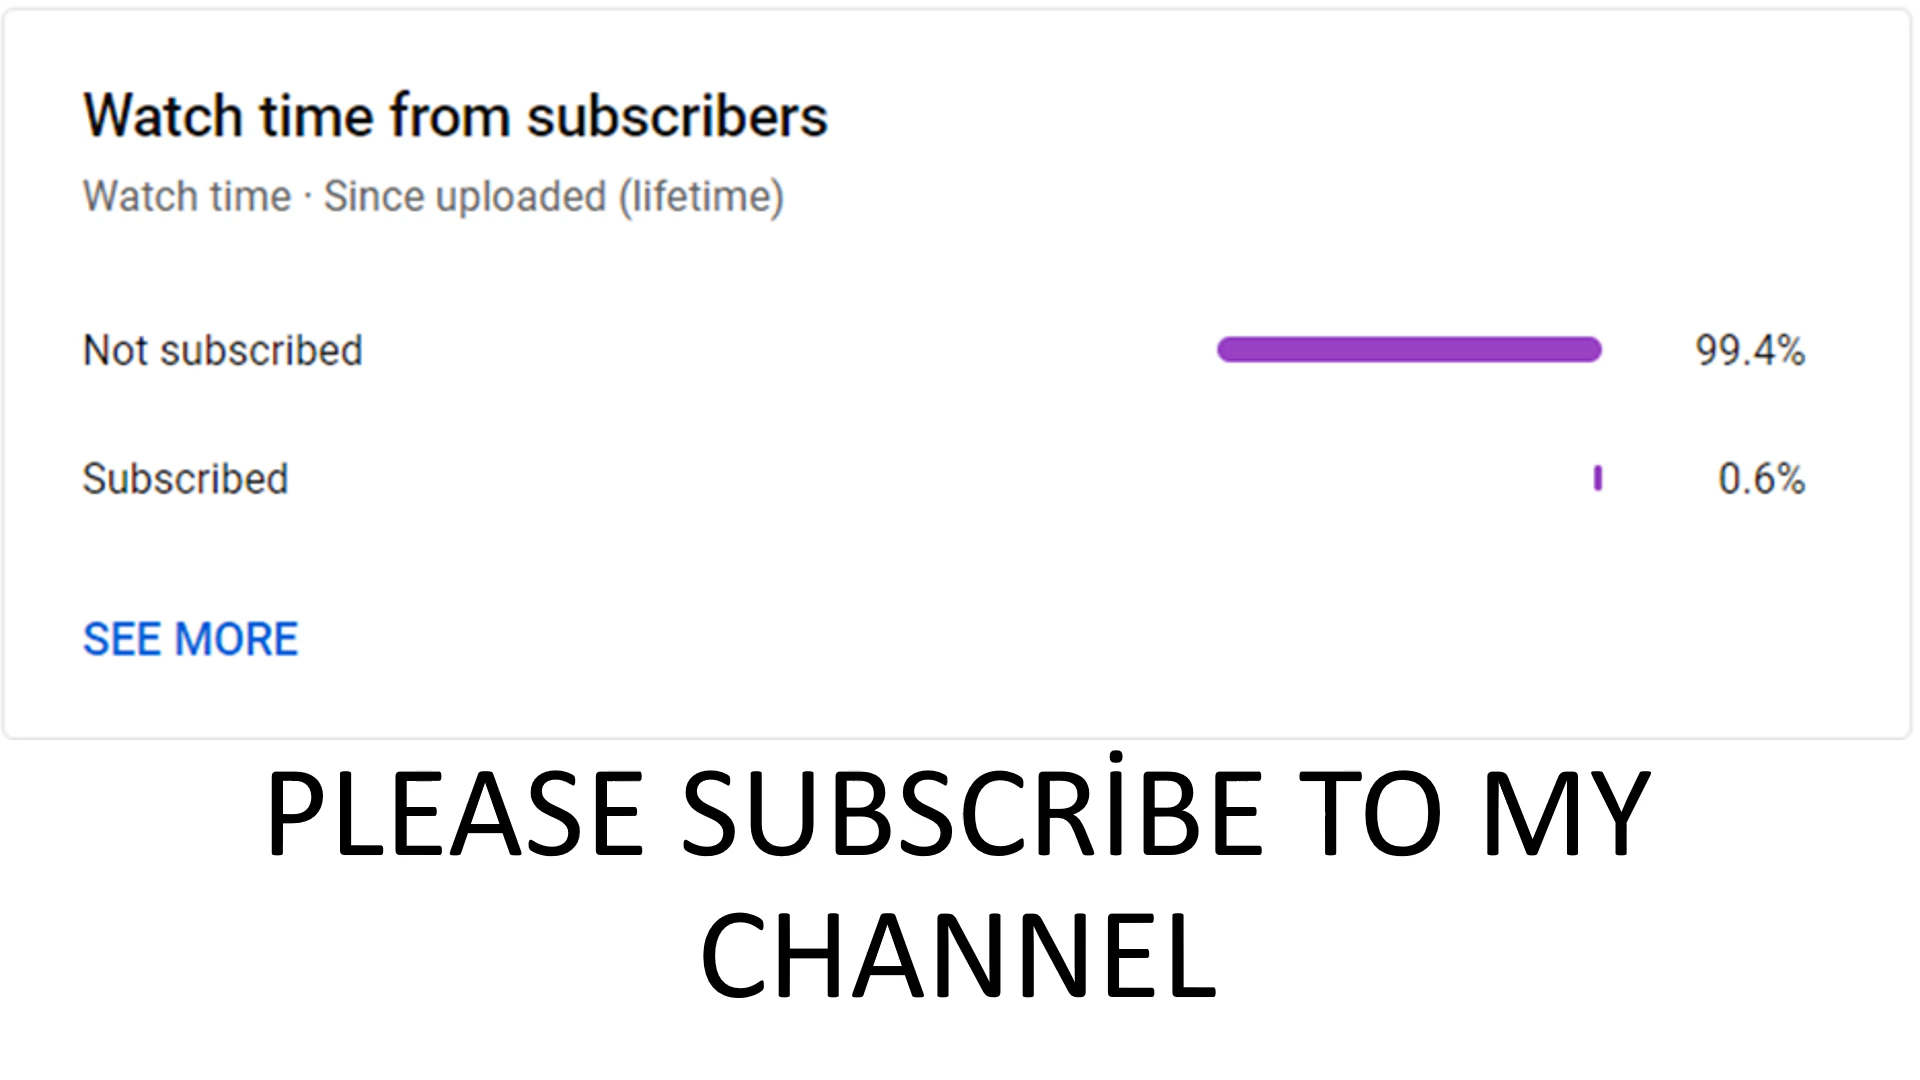 Watch time from subscribers
Watch time · Since uploaded (lifetime)
Not subscribed 99.4%
Subscribed 0.6%
SEE MORE
PLEASE SUBSCRİBE TO MY
CHANNEL